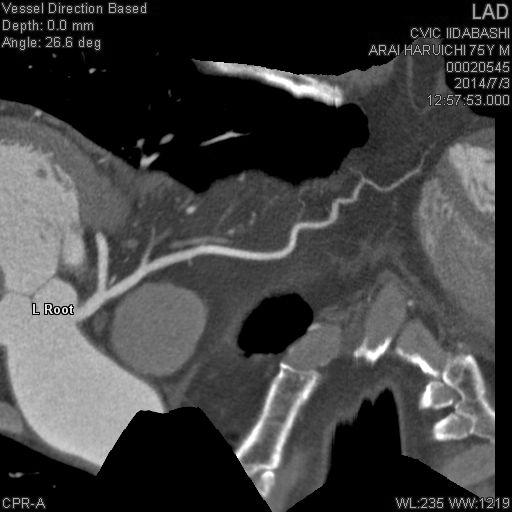 Vessel Direction Based
Depth: 0.0 mm
Angle: 26.6 deg
LAD
CVIC IIDABASHI
ARAI HARUICHI 75Y M
00020545
2014/7/3
12:57:53.000
L Root
CPR-A
WL:235 WW:1219